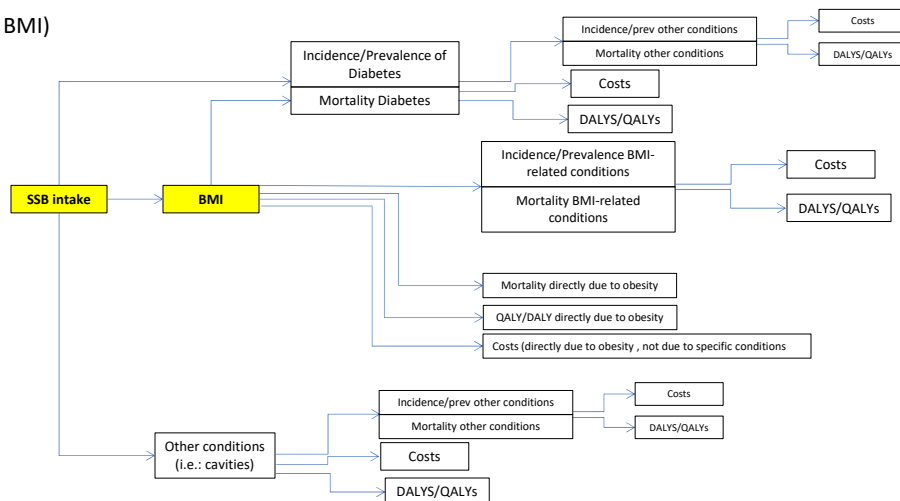 BMI)
Incidence/prev other conditions
Mortality other conditions
Costs
DALYS/QALYs
Incidence/Prevalence of
Diabetes
Mortality Diabetes
Costs
DALYS/QALYs
Incidence/Prevalence BMI-
related conditions
Mortality BMI-related
conditions
Costs
DALYS/QALYs
SSB intake
BMI
Mortality directly due to obesity
QALY/DALY directly due to obesity
Costs (directly due to obesity , not due to specific conditions
Incidence/prev other conditions
Mortality other conditions
Costs
DALYS/QALYs
Other conditions
(i.e.: cavities)
Costs
DALYS/QALYs